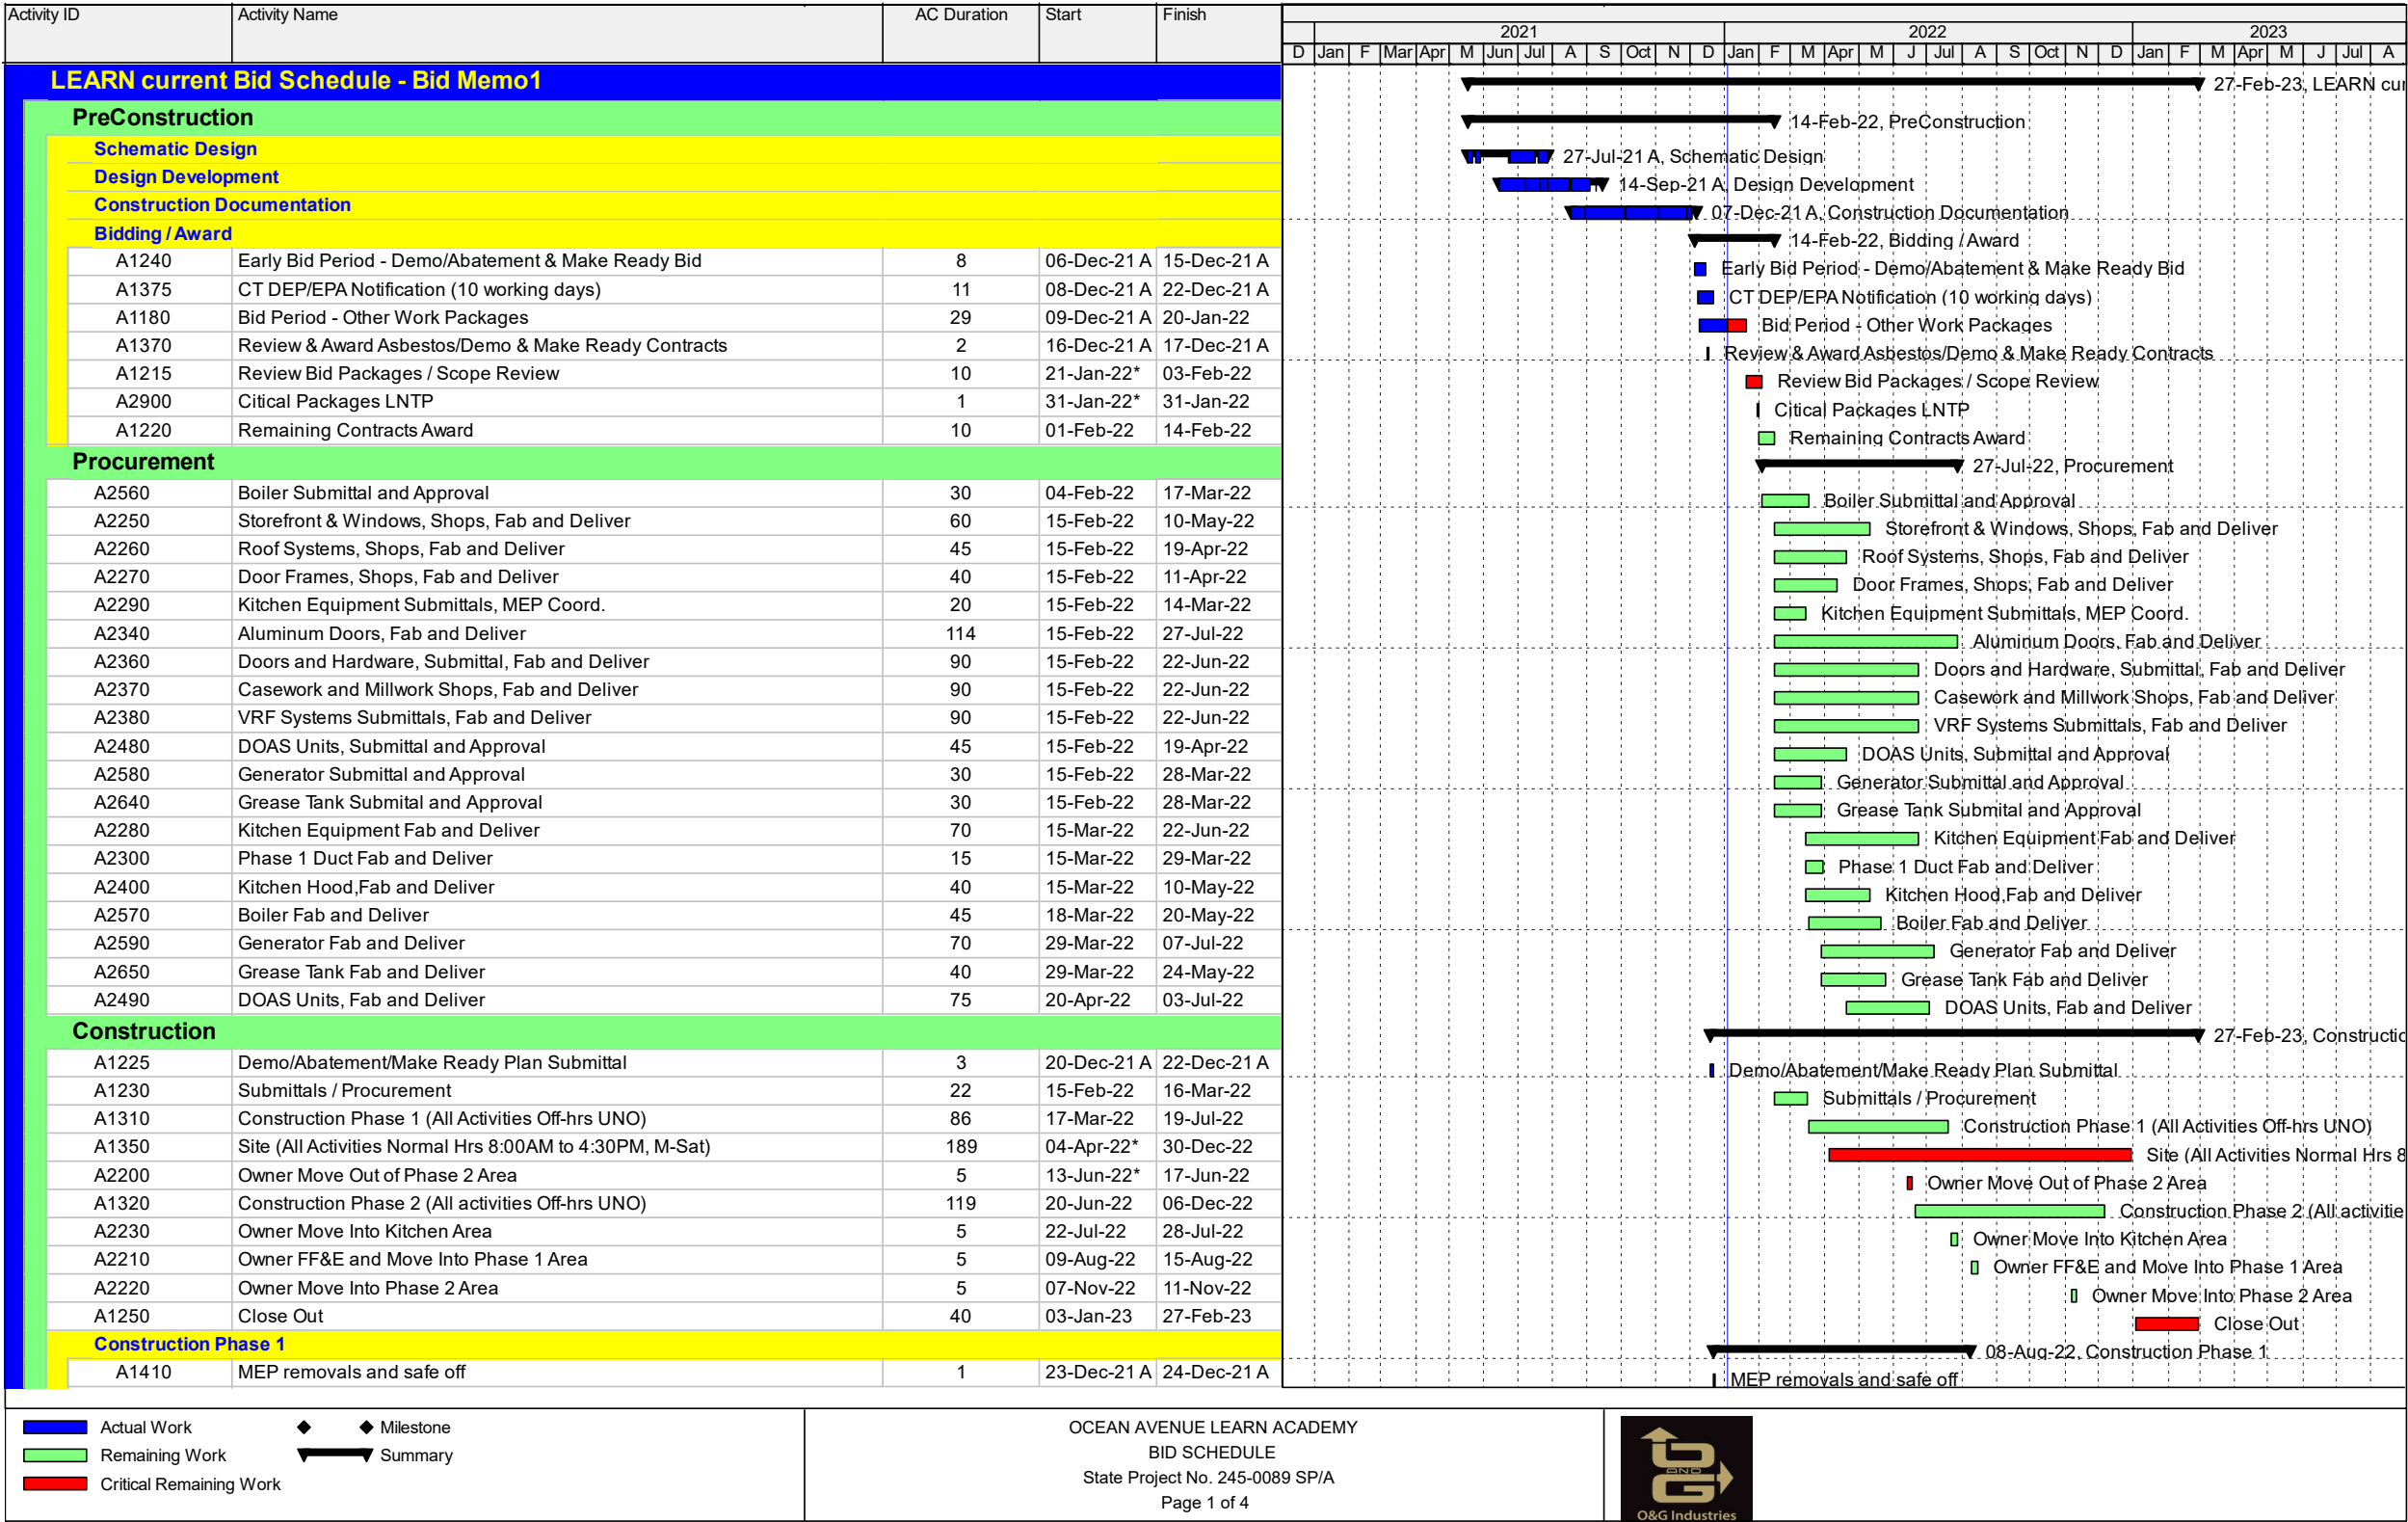 Activity ID Activity Name AC Duration Start Finish
2021 2022 2023
D Jan F Mar Apr M Jun Jul A S Oct N D Jan F M Apr M J Jul A S Oct N D Jan F M Apr M J Jul A
LEARN current Bid Schedule - Bid Memo1 27-Feb-23, LEARN cur
PreConstruction 14-Feb-22, PreConstruction
Schematic Design 27-Jul-21 A, Schematic Design
Design Development 14-Sep-21 A, Design Development
Construction Documentation 07-Dec-21 A, Construction Documentation
Bidding / Award 14-Feb-22, Bidding / Award
A1240 Early Bid Period - Demo/Abatement & Make Ready Bid 8 06-Dec-21 A 15-Dec-21 A Early Bid Period - Demo/Abatement & Make Ready Bid
A1375 CT DEP/EPA Notification (10 working days) 11 08-Dec-21 A 22-Dec-21 A CT DEP/EPA Notification (10 working days)
A1180 Bid Period - Other Work Packages 29 09-Dec-21 A 20-Jan-22 Bid Period - Other Work Packages
A1370 Review & Award Asbestos/Demo & Make Ready Contracts 2 16-Dec-21 A 17-Dec-21 A Review & Award Asbestos/Demo & Make Ready Contracts
A1215 Review Bid Packages / Scope Review 10 21-Jan-22* 03-Feb-22 Review Bid Packages / Scope Review
A2900 Citical Packages LNTP 1 31-Jan-22* 31-Jan-22 Citical Packages LNTP
A1220 Remaining Contracts Award 10 01-Feb-22 14-Feb-22 Remaining Contracts Award
Procurement 27-Jul-22, Procurement
A2560 Boiler Submittal and Approval 30 04-Feb-22 17-Mar-22 Boiler Submittal and Approval
A2250 Storefront & Windows, Shops, Fab and Deliver 60 15-Feb-22 10-May-22 Storefront & Windows, Shops, Fab and Deliver
A2260 Roof Systems, Shops, Fab and Deliver 45 15-Feb-22 19-Apr-22 Roof Systems, Shops, Fab and Deliver
A2270 Door Frames, Shops, Fab and Deliver 40 15-Feb-22 11-Apr-22 Door Frames, Shops, Fab and Deliver
A2290 Kitchen Equipment Submittals, MEP Coord. 20 15-Feb-22 14-Mar-22 Kitchen Equipment Submittals, MEP Coord.
A2340 Aluminum Doors, Fab and Deliver 114 15-Feb-22 27-Jul-22 Aluminum Doors, Fab and Deliver
A2360 Doors and Hardware, Submittal, Fab and Deliver 90 15-Feb-22 22-Jun-22 Doors and Hardware, Submittal, Fab and Deliver
A2370 Casework and Millwork Shops, Fab and Deliver 90 15-Feb-22 22-Jun-22 Casework and Millwork Shops, Fab and Deliver
A2380 VRF Systems Submittals, Fab and Deliver 90 15-Feb-22 22-Jun-22 VRF Systems Submittals, Fab and Deliver
A2480 DOAS Units, Submittal and Approval 45 15-Feb-22 19-Apr-22 DOAS Units, Submittal and Approval
A2580 Generator Submittal and Approval 30 15-Feb-22 28-Mar-22 Generator Submittal and Approval
A2640 Grease Tank Submital and Approval 30 15-Feb-22 28-Mar-22 Grease Tank Submital and Approval
A2280 Kitchen Equipment Fab and Deliver 70 15-Mar-22 22-Jun-22 Kitchen Equipment Fab and Deliver
A2300 Phase 1 Duct Fab and Deliver 15 15-Mar-22 29-Mar-22 Phase 1 Duct Fab and Deliver
A2400 Kitchen Hood,Fab and Deliver 40 15-Mar-22 10-May-22 Kitchen Hood,Fab and Deliver
A2570 Boiler Fab and Deliver 45 18-Mar-22 20-May-22 Boiler Fab and Deliver
A2590 Generator Fab and Deliver 70 29-Mar-22 07-Jul-22 Generator Fab and Deliver
A2650 Grease Tank Fab and Deliver 40 29-Mar-22 24-May-22 Grease Tank Fab and Deliver
A2490 DOAS Units, Fab and Deliver 75 20-Apr-22 03-Jul-22 DOAS Units, Fab and Deliver
Construction 27-Feb-23, Constructio
A1225 Demo/Abatement/Make Ready Plan Submittal 3 20-Dec-21 A 22-Dec-21 A Demo/Abatement/Make Ready Plan Submittal
A1230 Submittals / Procurement 22 15-Feb-22 16-Mar-22 Submittals / Procurement
A1310 Construction Phase 1 (All Activities Off-hrs UNO) 86 17-Mar-22 19-Jul-22 Construction Phase 1 (All Activities Off-hrs UNO)
A1350 Site (All Activities Normal Hrs 8:00AM to 4:30PM, M-Sat) 189 04-Apr-22* 30-Dec-22 Site (All Activities Normal Hrs 8
A2200 Owner Move Out of Phase 2 Area 5 13-Jun-22* 17-Jun-22 Owner Move Out of Phase 2 Area
A1320 Construction Phase 2 (All activities Off-hrs UNO) 119 20-Jun-22 06-Dec-22 Construction Phase 2 (All activitie
A2230 Owner Move Into Kitchen Area 5 22-Jul-22 28-Jul-22 Owner Move Into Kitchen Area
A2210 Owner FF&E and Move Into Phase 1 Area 5 09-Aug-22 15-Aug-22 Owner FF&E and Move Into Phase 1 Area
A2220 Owner Move Into Phase 2 Area 5 07-Nov-22 11-Nov-22 Owner Move Into Phase 2 Area
A1250 Close Out 40 03-Jan-23 27-Feb-23 Close Out
Construction Phase 1 08-Aug-22, Construction Phase 1
A1410 MEP removals and safe off 1 23-Dec-21 A 24-Dec-21 A MEP removals and safe off
Actual Work Milestone
Remaining Work Summary
Critical Remaining Work
OCEAN AVENUE LEARN ACADEMY
BID SCHEDULE
State Project No. 245-0089 SP/A
Page 1 of 4
O AND G
O&G Industries